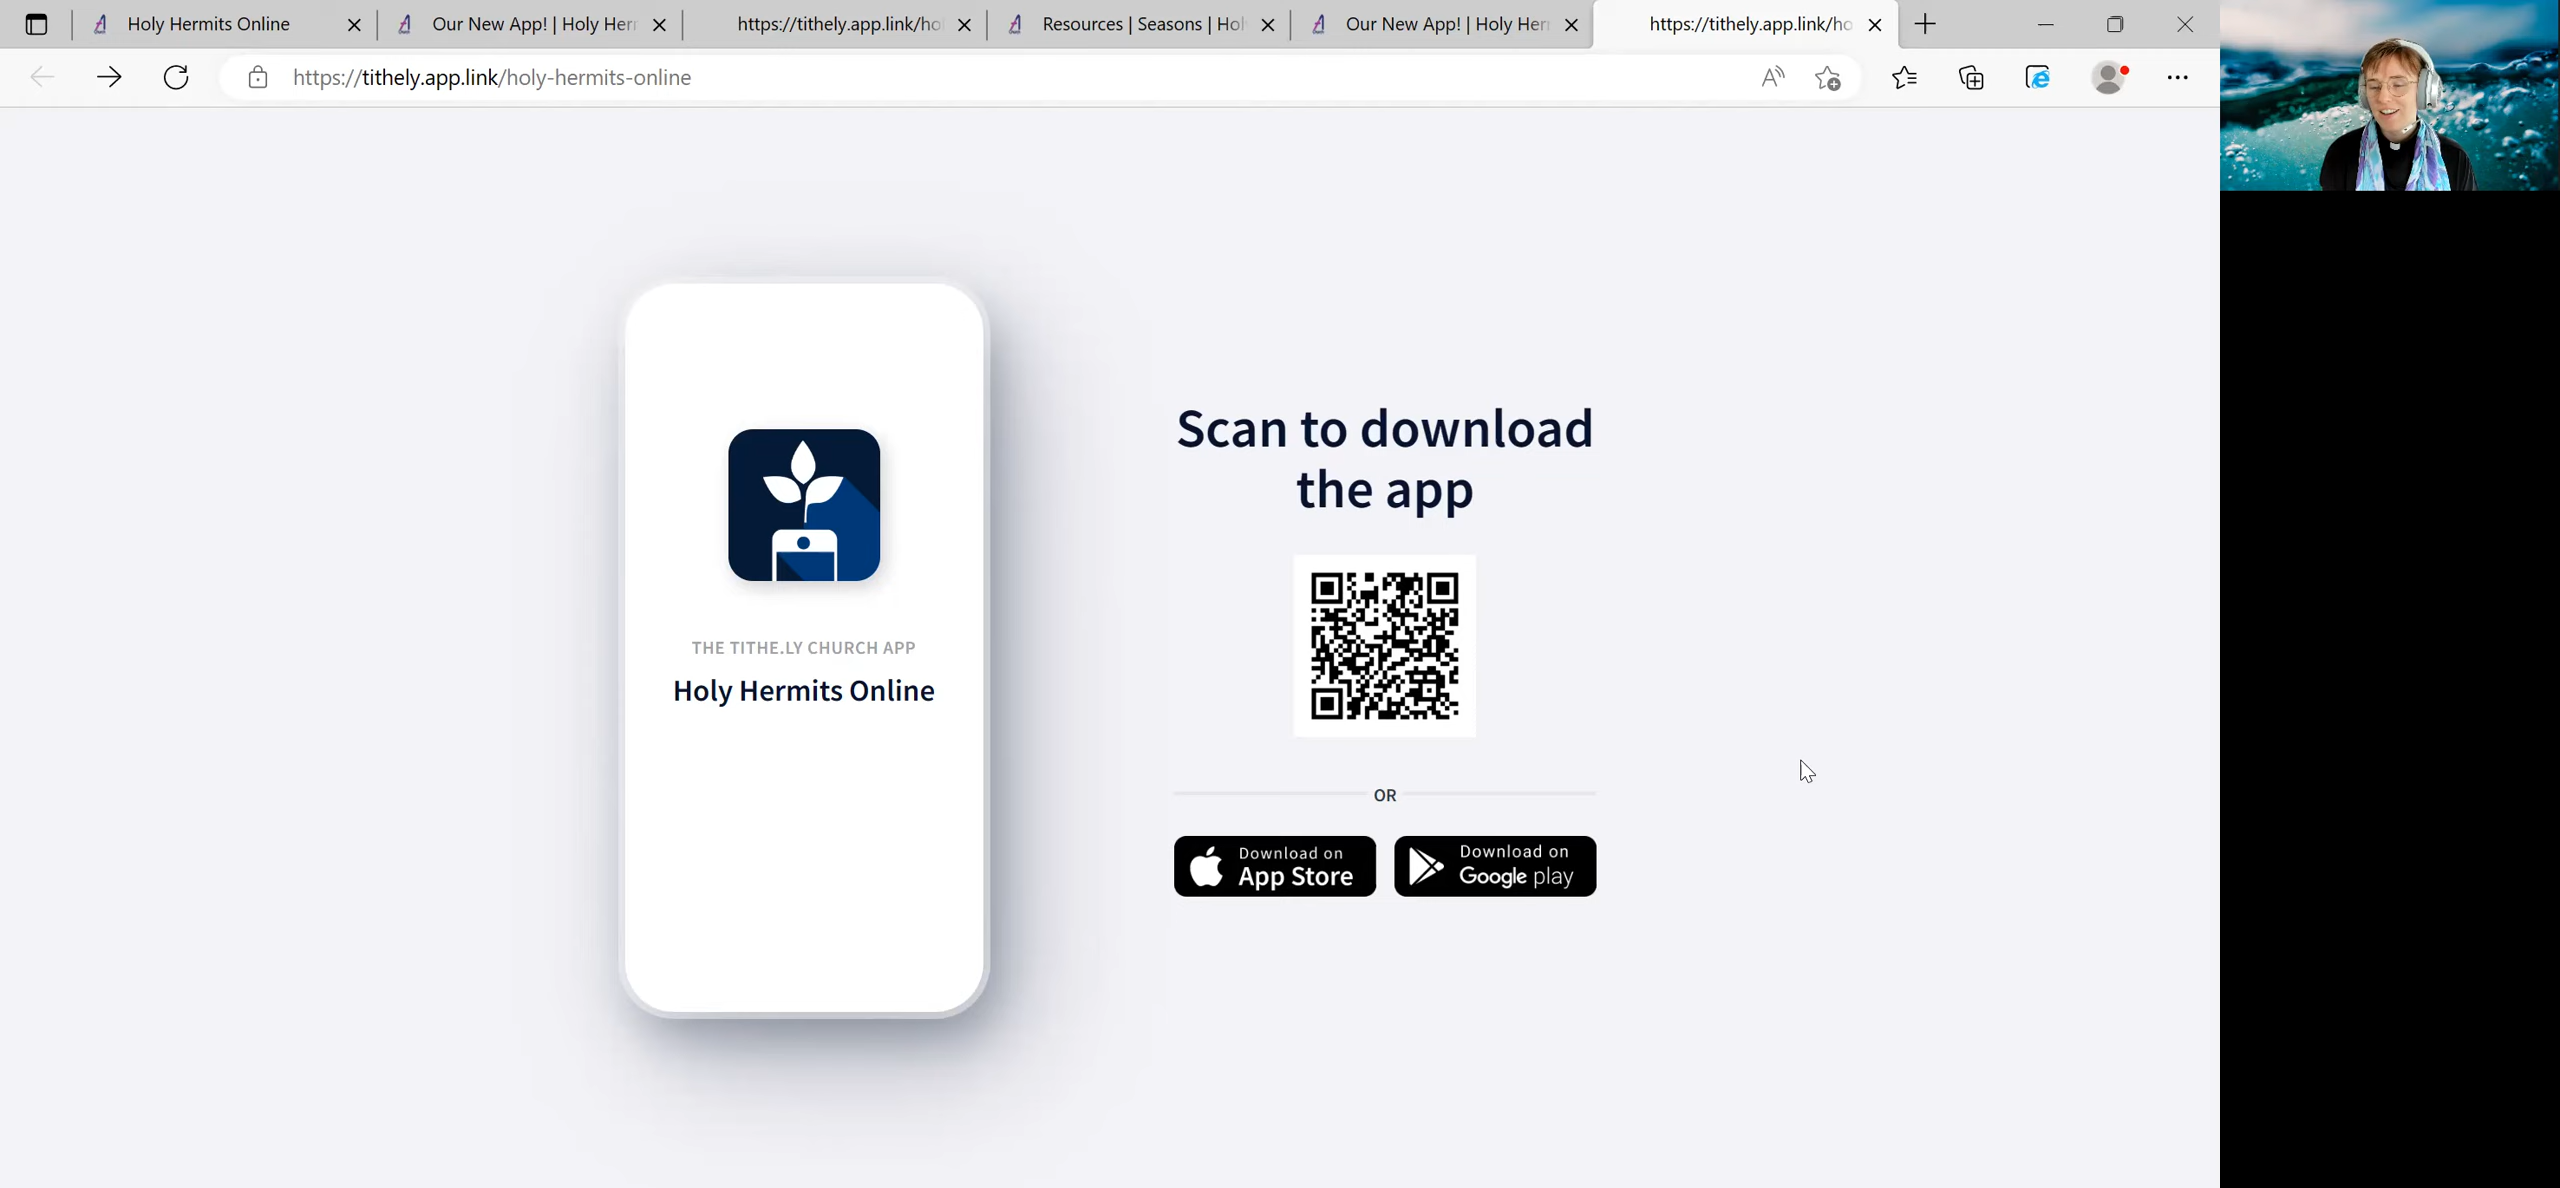 Holy Hermits Online
Our New App! | Holy Her
https://tithely.app.link/ho
Resources | Seasons | Hol
Our New App! | Holy Her
https://tithely.app.link/ho
https://tithely.app.link/holy-hermits-online
Scan to download
the app
THE TITHE.LY CHURCH APP
Holy Hermits Online
OR
Download on
App Store
Download on
Google play